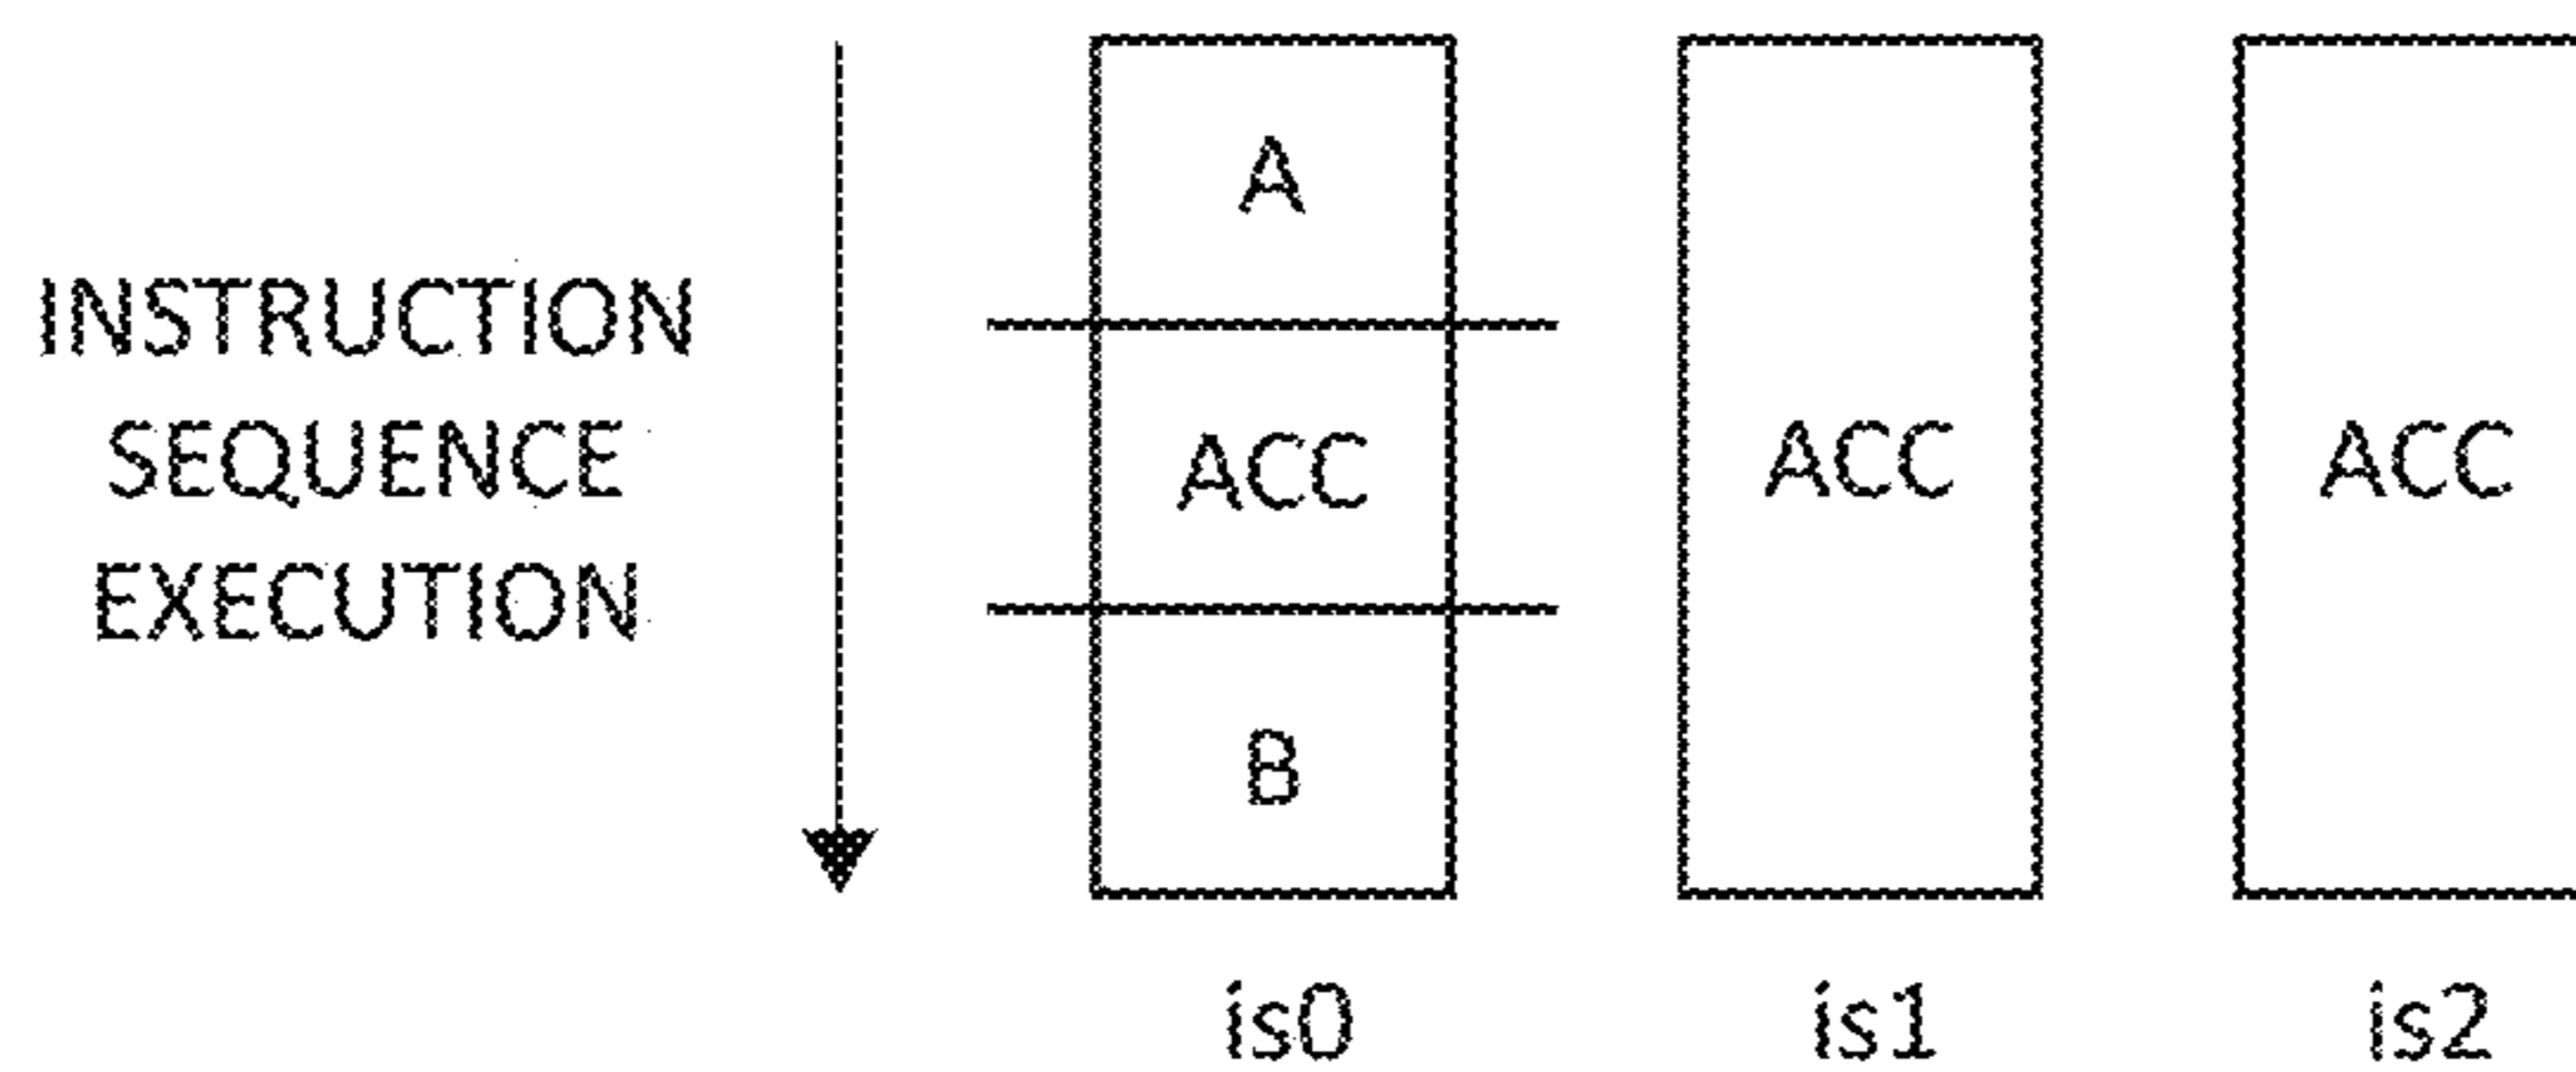 INSTRUCTION
SEQUENCE
EXECUTION
A
ACC
B
ACC
ACC
is0
is1
is2